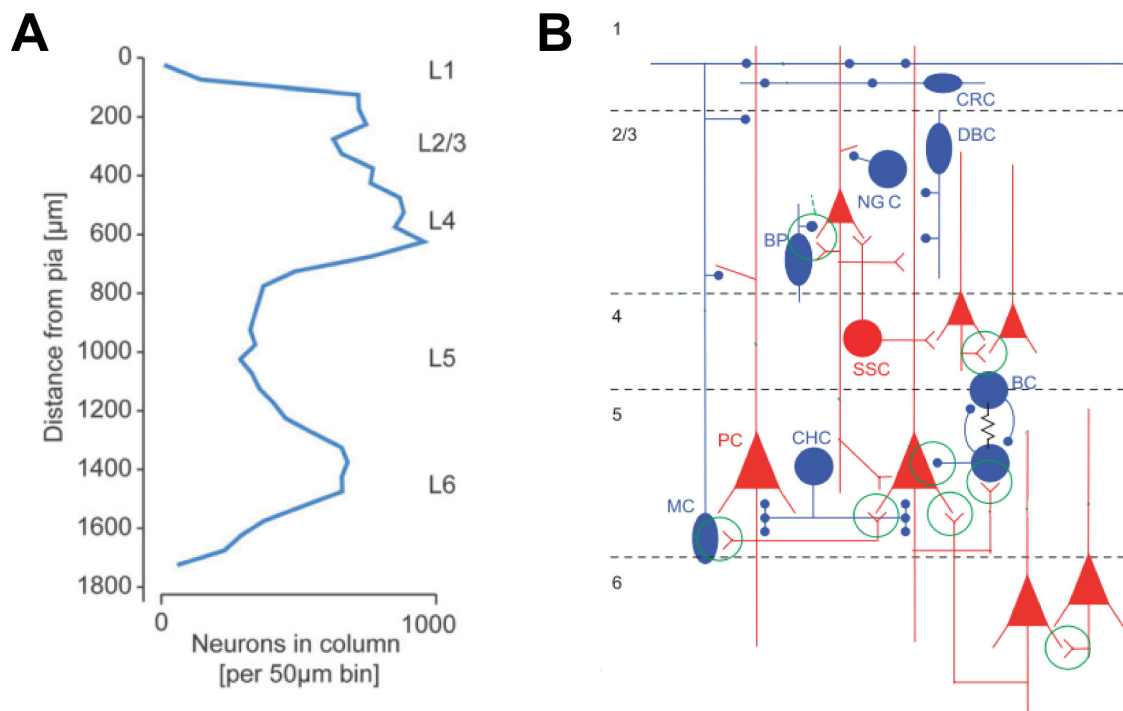 A
0
200
400
600
800
1000
1200
1400
1600
1800
Distance from pia [µm]
L1
L2/3
L4
L5
L6
0
1000
Neurons in column
[per 50µm bin]
B
1
CRC
2/3
DBC
NG C
BP
4
SSC
BC
5
PC
CHC
MC
6